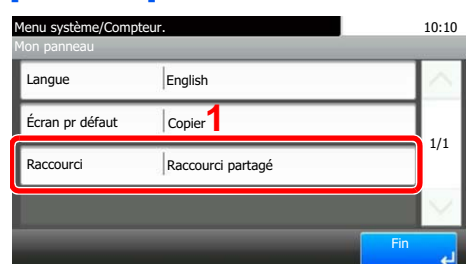 Menu système/Compteur. 10:10
Mon panneau
Langue English
Écran pr défaut Copier 1
1/1
Raccourci Raccourci partagé
Fin